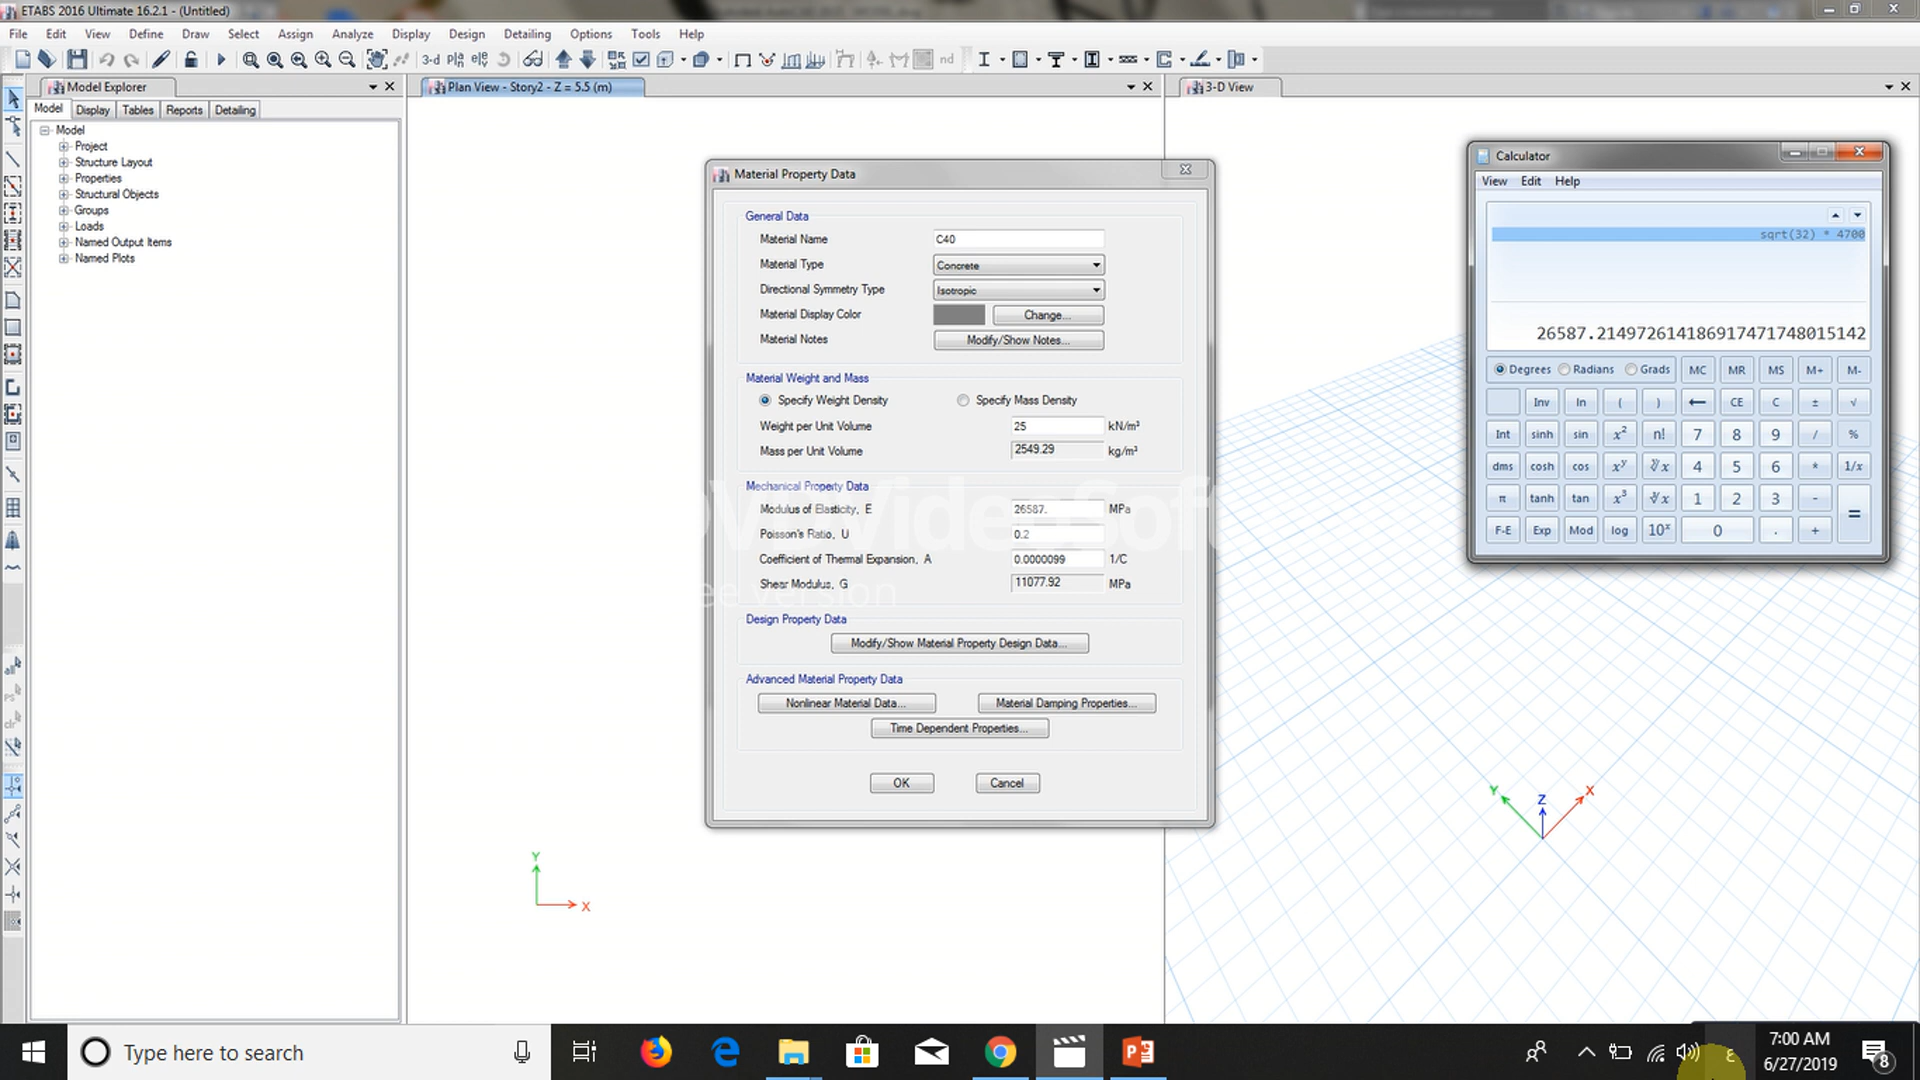 ETABS 2016 Ultimate 16.2.1 - (Untitled)
File Edit View Define Draw Select Assign Analyze Display Design Detailing Options Tools Help
3-d nd
Model Explorer
Plan View - Story2 - Z = 5.5 (m)
3-D View
Model Display Tables Reports Detailing
Model
Project
Structure Layout
Properties
Structural Objects
Groups
Loads
Named Output Items
Named Plots
Material Property Data
General Data
Material Name C40
Material Type Concrete
Directional Symmetry Type Isotropic
Material Display Color Change...
Material Notes Modify/Show Notes...
Material Weight and Mass
Specify Weight Density Specify Mass Density
Weight per Unit Volume 25 kN/m³
Mass per Unit Volume 2549.29 kg/m³
Mechanical Property Data
Modulus of Elasticity, E 26587. MPa
Poisson's Ratio, U 0.2
Coefficient of Thermal Expansion, A 0.0000099 1/C
Shear Modulus, G 11077.92 MPa
Design Property Data
Modify/Show Material Property Design Data...
Advanced Material Property Data
Nonlinear Material Data... Material Damping Properties...
Time Dependent Properties...
OK Cancel
Calculator
View Edit Help
sqrt(32) * 4700
26587.214972614186917471748015142
Degrees Radians Grads MC MR MS M+ M-
Inv ln ( ) ← CE C ± √
Int sinh sin x² n! 7 8 9 / %
dms cosh cos xʸ ʸ√x 4 5 6 * 1/x
π tanh tan x³ ³√x 1 2 3 - =
F-E Exp Mod log 10ˣ 0 . +
Y X
Y Z X
Type here to search
ع
7:00 AM
6/27/2019
8